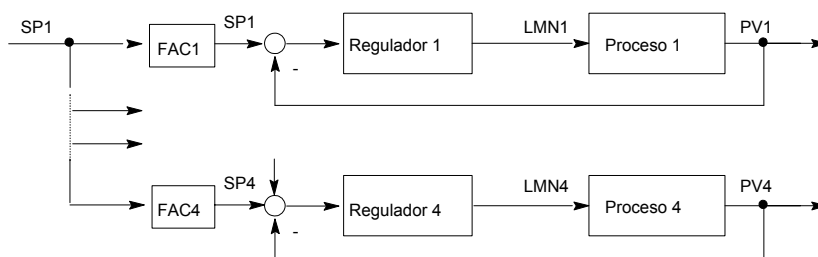 SP1
FAC1
SP1
-
Regulador 1
LMN1
Proceso 1
PV1
FAC4
SP4
-
Regulador 4
LMN4
Proceso 4
PV4